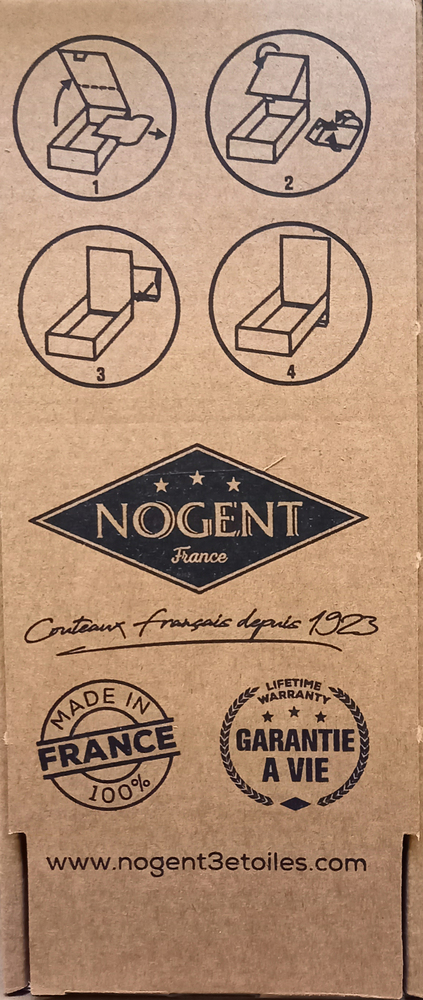 1
2
3
4
NOGENT
France
Couteaux français depuis 1923
MADE IN
FRANCE
100%
LIFETIME
WARRANTY
GARANTIE
A VIE
www.nogent3etoiles.com